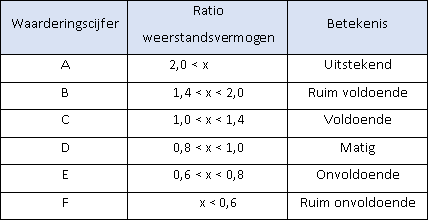 Waarderingscijfer Ratio weerstandsvermogen Betekenis
A 2,0 < x Uitstekend
B 1,4 < x < 2,0 Ruim voldoende
C 1,0 < x < 1,4 Voldoende
D 0,8 < x < 1,0 Matig
E 0,6 < x < 0,8 Onvoldoende
F x < 0,6 Ruim onvoldoende